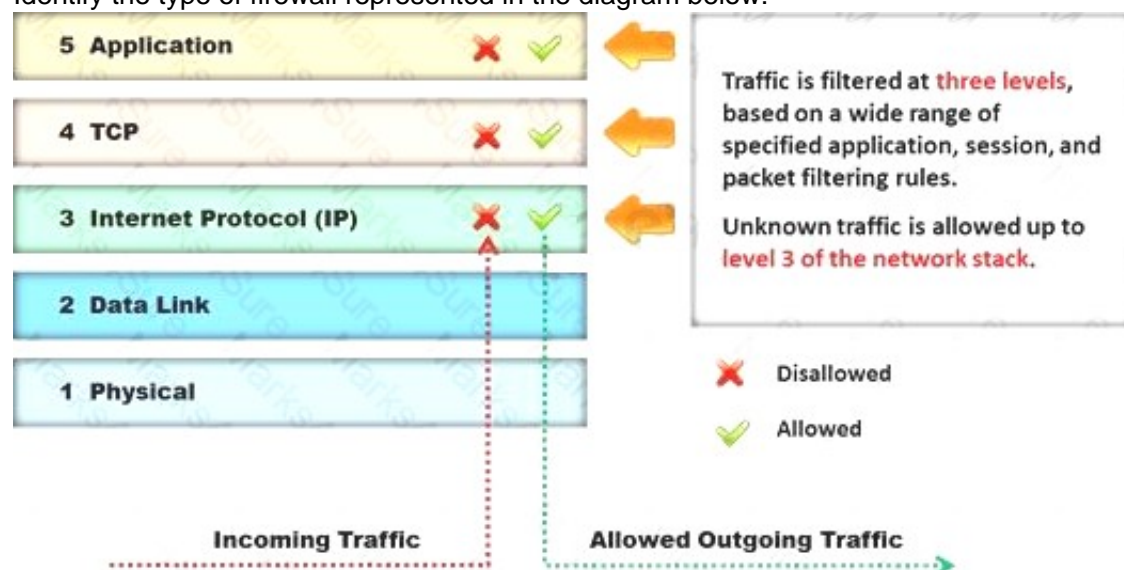 Identify the type of firewall represented in the diagram below.
5 Application
4 TCP
3 Internet Protocol (IP)
2 Data Link
1 Physical
Traffic is filtered at three levels,
based on a wide range of
specified application, session, and
packet filtering rules.
Unknown traffic is allowed up to
level 3 of the network stack.
Disallowed
Allowed
Incoming Traffic
Allowed Outgoing Traffic